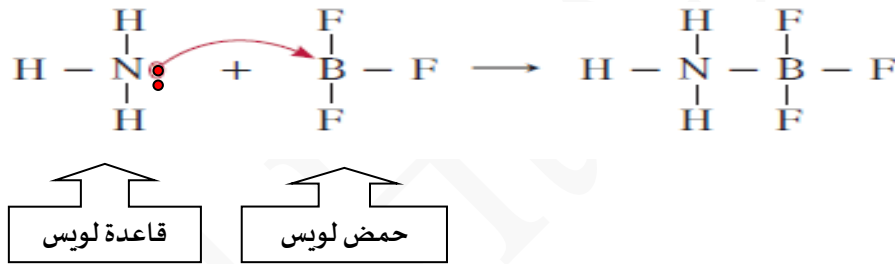 H F H F
H — N + B — F ⟶ H — N — B — F
H F H F
قاعدة لويس حمض لويس